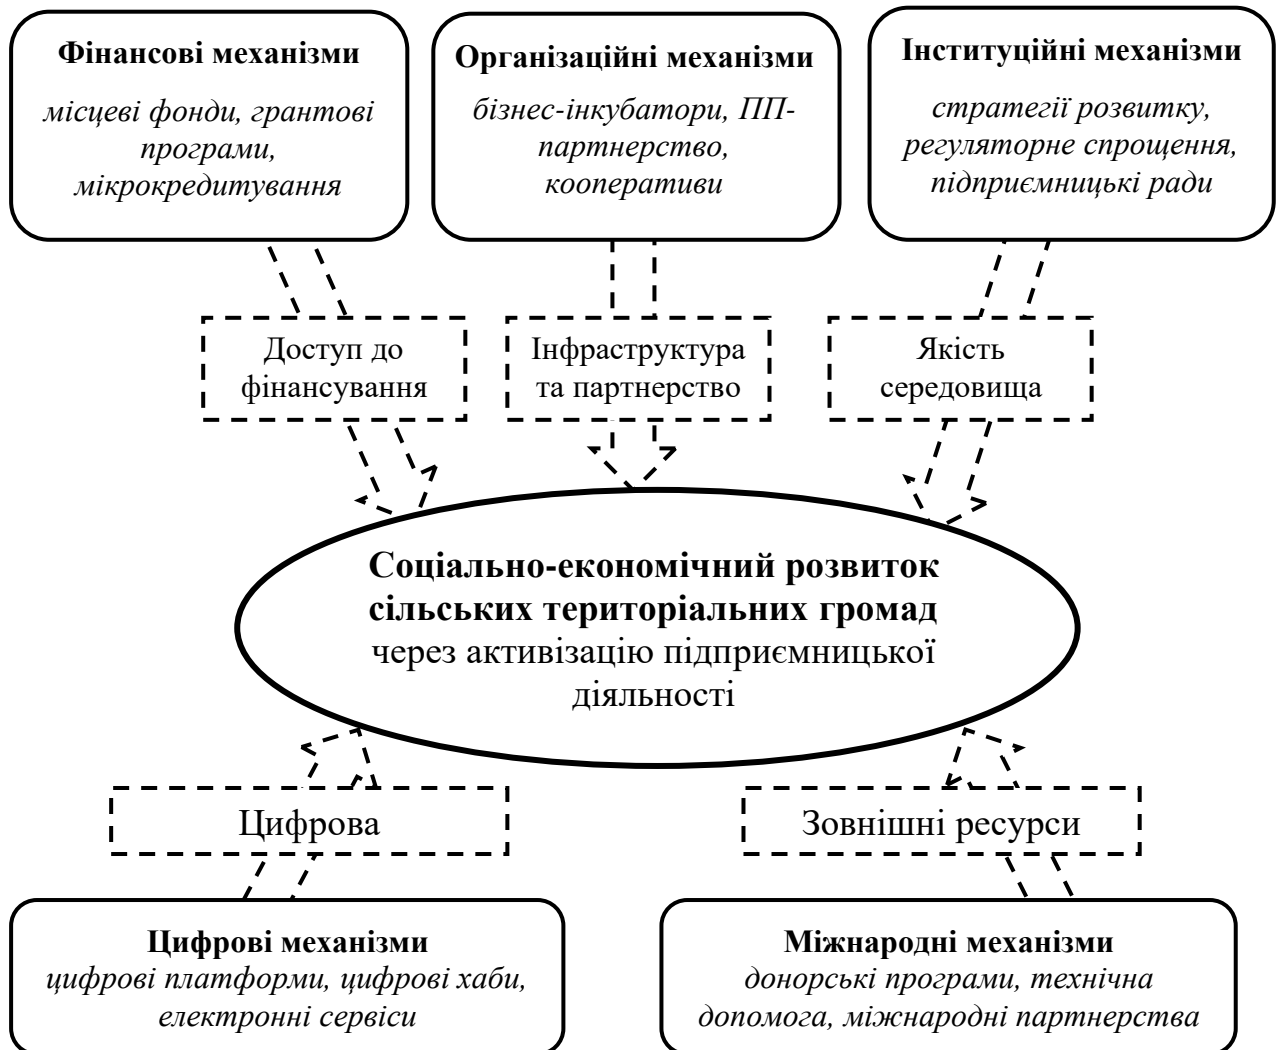 Фінансові механізми
місцеві фонди, грантові
програми,
мікрокредитування
Організаційні механізми
бізнес-інкубатори, ПП-
партнерство,
кооперативи
Інституційні механізми
стратегії розвитку,
регуляторне спрощення,
підприємницькі ради
Доступ до
фінансування
Інфраструктура
та партнерство
Якість
середовища
Соціально-економічний розвиток
сільських територіальних громад
через активізацію підприємницької
діяльності
Цифрова
Зовнішні ресурси
Цифрові механізми
цифрові платформи, цифрові хаби,
електронні сервіси
Міжнародні механізми
донорські програми, технічна
допомога, міжнародні партнерства